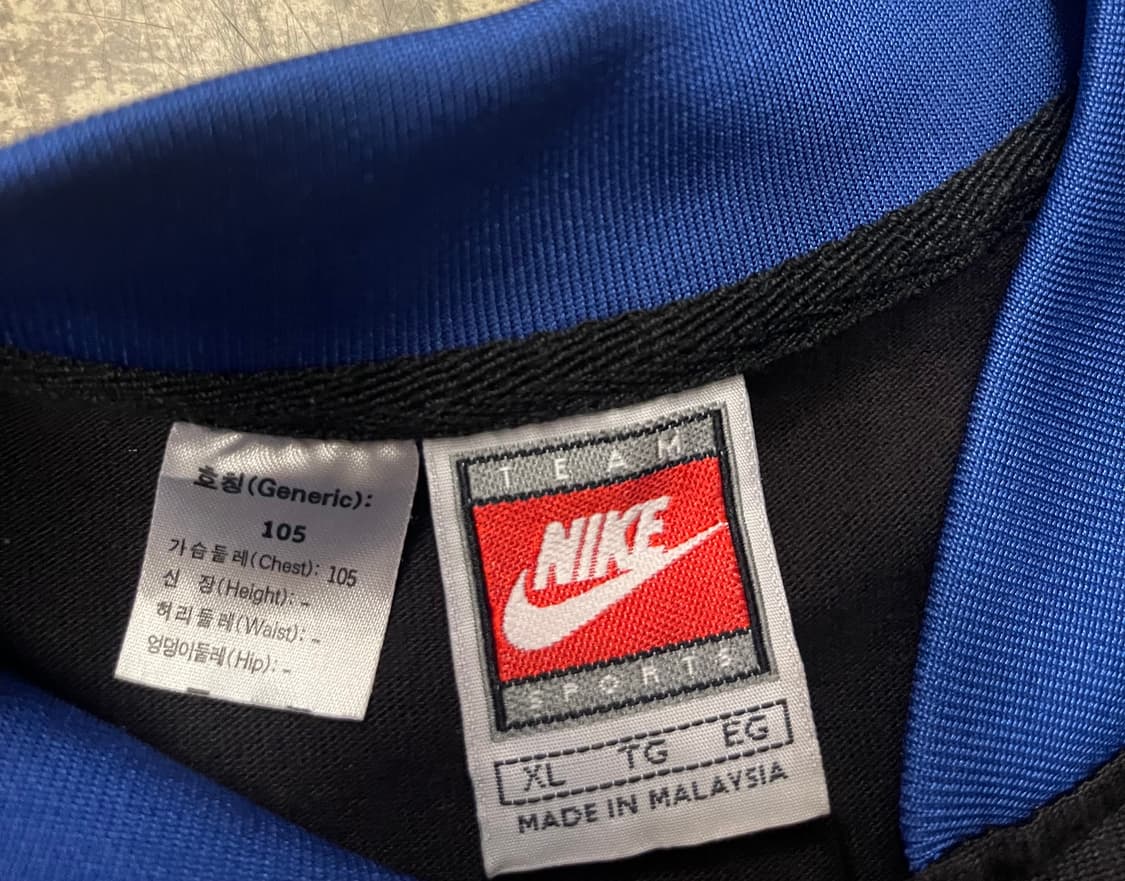 호칭(Generic):
105
가슴둘레(Chest): 105
신 장(Height): -
허리둘레(Waist): -
엉덩이둘레(Hip): -
TEAM
NIKE
SPORTS
XL TG EG
MADE IN MALAYSIA